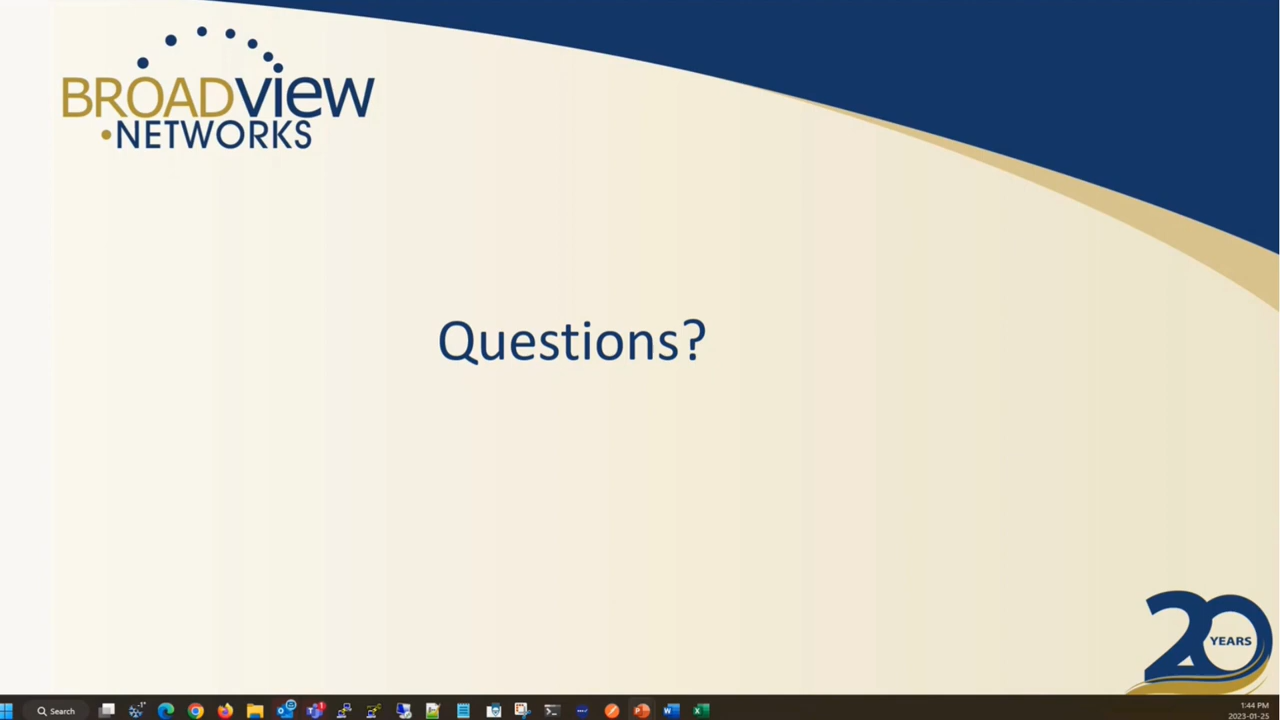 BROADVIEW
NETWORKS
Questions?
20 YEARS
Search
1:44 PM
2023-01-25